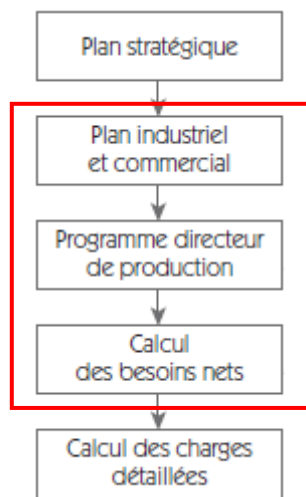 Plan stratégique
Plan industriel
et commercial
Programme directeur
de production
Calcul
des besoins nets
Calcul des charges
détaillées